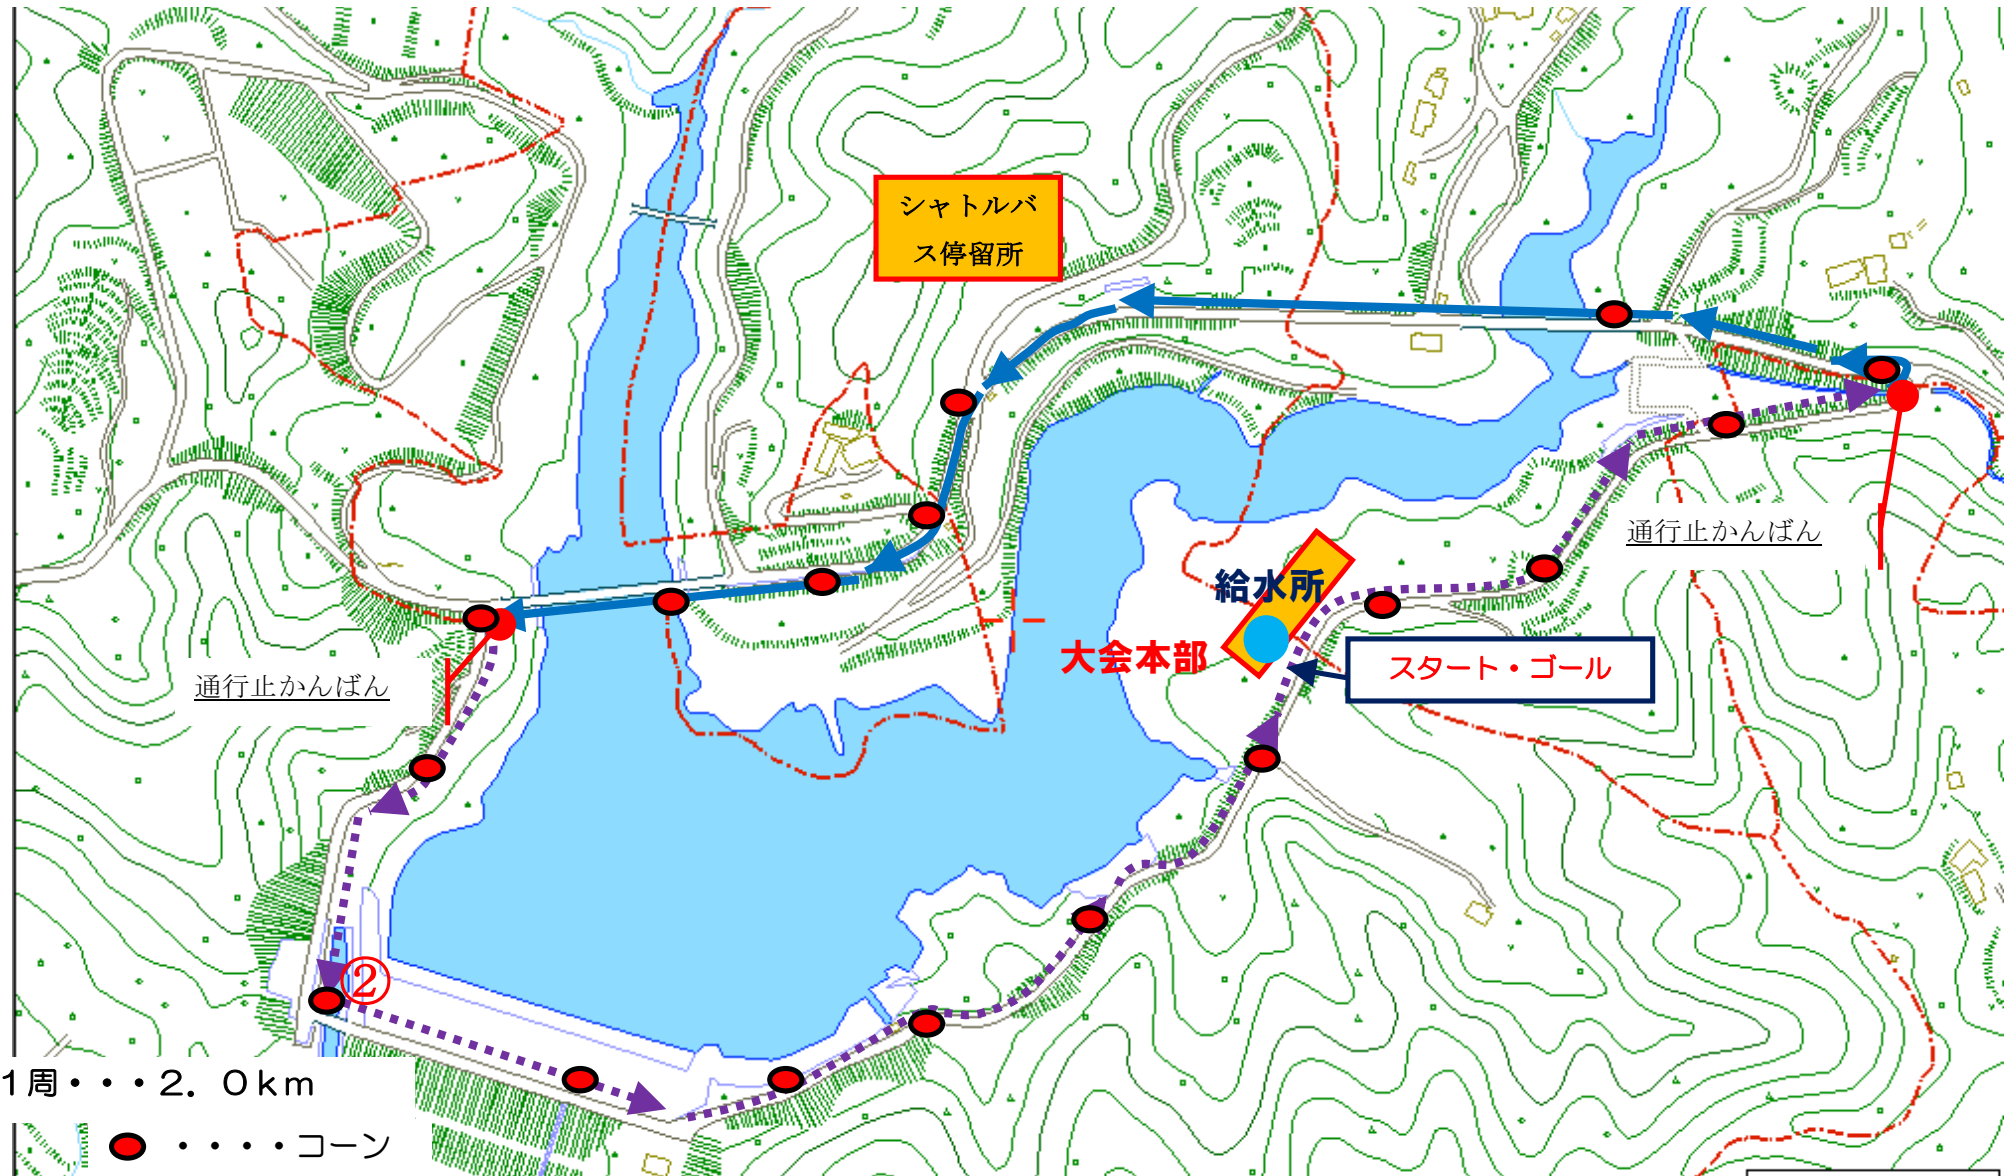 シャトルバ
ス停留所
通行止かんばん
給水所
大会本部
スタート・ゴール
通行止かんばん
②
1周・・・2. 0km
・・・・コーン